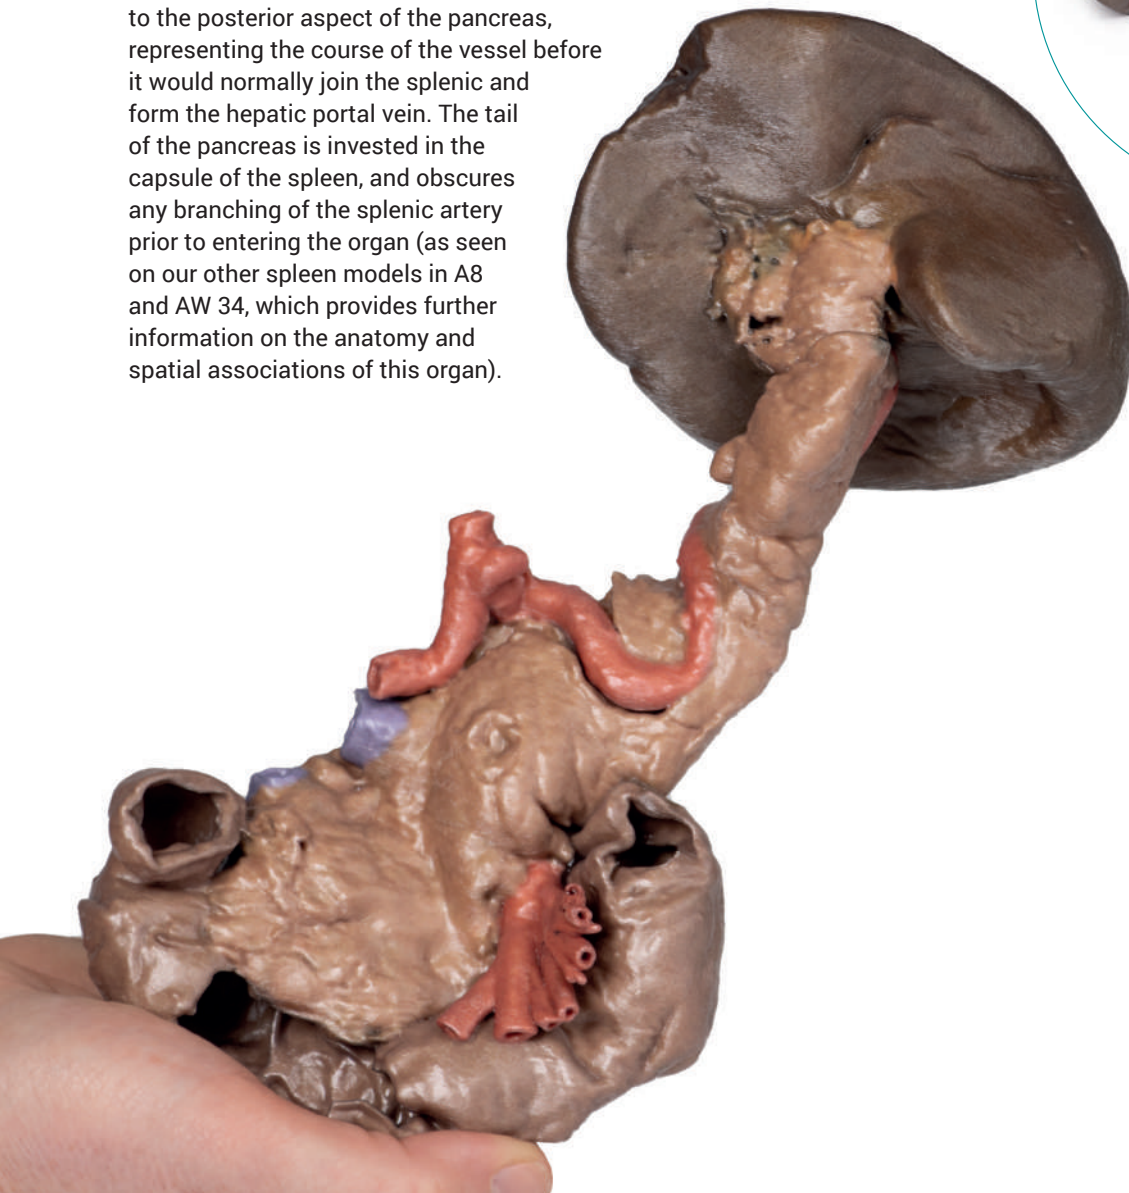 to the posterior aspect of the pancreas,
representing the course of the vessel before
it would normally join the splenic and
form the hepatic portal vein. The tail
of the pancreas is invested in the
capsule of the spleen, and obscures
any branching of the splenic artery
prior to entering the organ (as seen
on our other spleen models in A8
and AW 34, which provides further
information on the anatomy and
spatial associations of this organ).